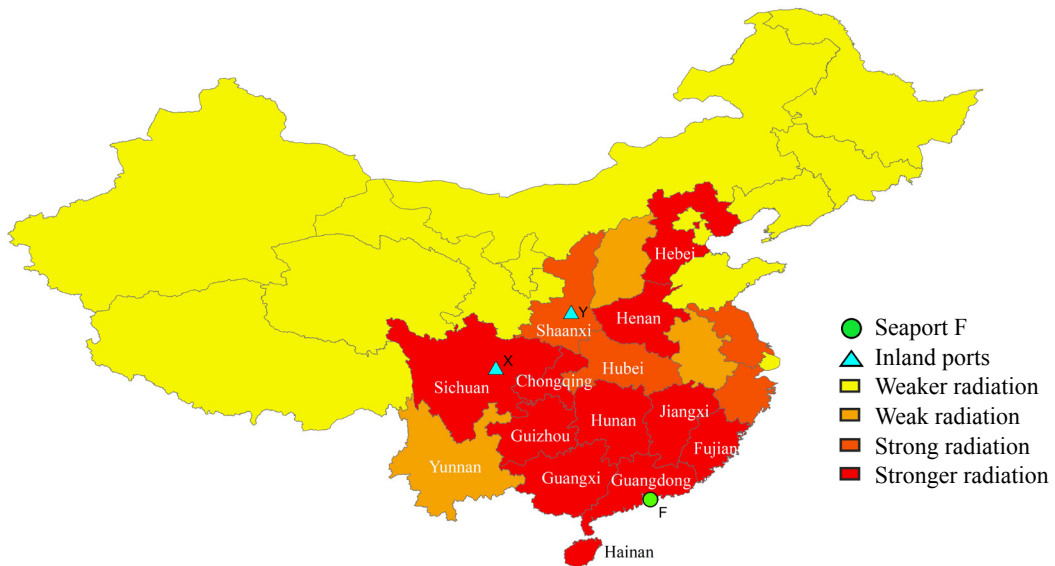 Hebei
Y
Shaanxi
Henan
X
Sichuan
Chongqing
Hubei
Hunan
Jiangxi
Guizhou
Fujian
Yunnan
Guangxi
Guangdong
F
Hainan
Seaport F
Inland ports
Weaker radiation
Weak radiation
Strong radiation
Stronger radiation